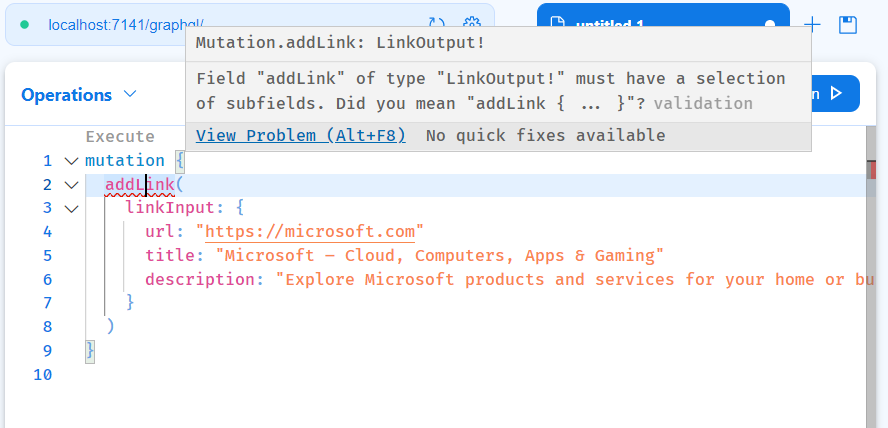 localhost:7141/graphql/
untitled 1
Mutation.addLink: LinkOutput!
Field "addLink" of type "LinkOutput!" must have a selection
of subfields. Did you mean "addLink { ... }"? validation
View Problem (Alt+F8) No quick fixes available
Operations
Execute
1 mutation {
2 addLink(
3 linkInput: {
4 url: "https://microsoft.com"
5 title: "Microsoft – Cloud, Computers, Apps & Gaming"
6 description: "Explore Microsoft products and services for your home or bu
7 }
8 )
9 }
10